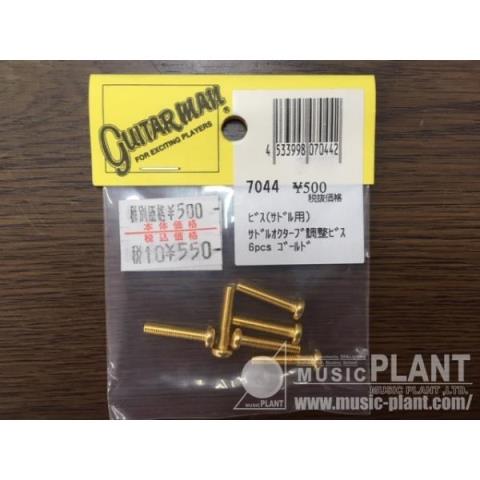 GUITAR MAN
®
FOR EXCITING PLAYERS
4 533998 070442
7044 ¥500
税抜価格
ビス(サドル用)
サドルオクターブ調整ビス
6pcs ゴールド
税別価格¥500-
本体価格
税込価格
税10¥550-
MUSIC PLANT
MUSIC PLANT ,LTD.
MUSIC PLANT
http://www.music-plant.com/